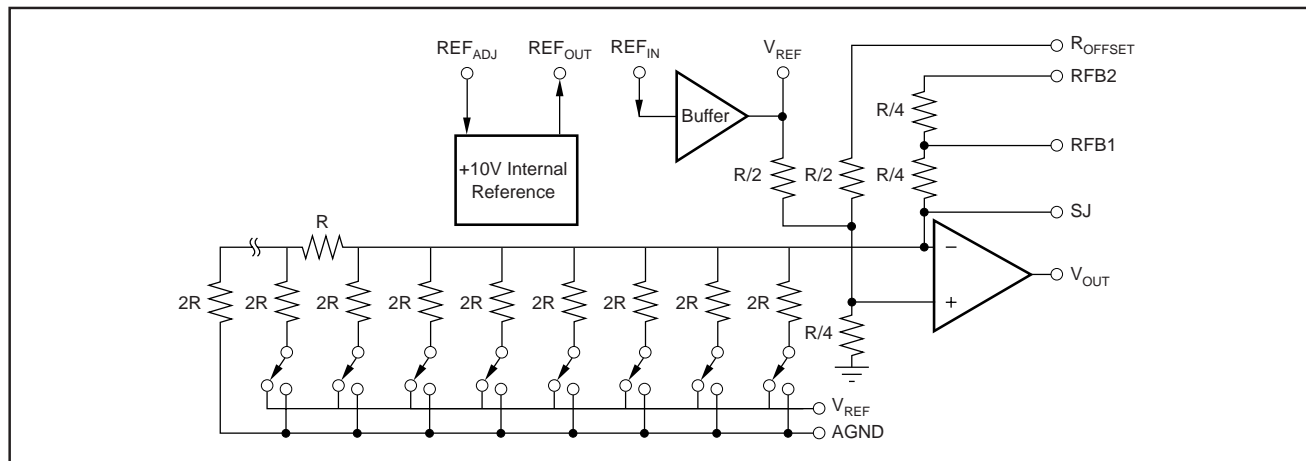 REF_ADJ REF_OUT REF_IN V_REF R_OFFSET
RFB2
R/4
Buffer
RFB1
+10V Internal
Reference
R/2 R/2 R/4
R SJ
−
V_OUT
2R 2R 2R 2R 2R 2R 2R 2R 2R
+
R/4
V_REF
AGND